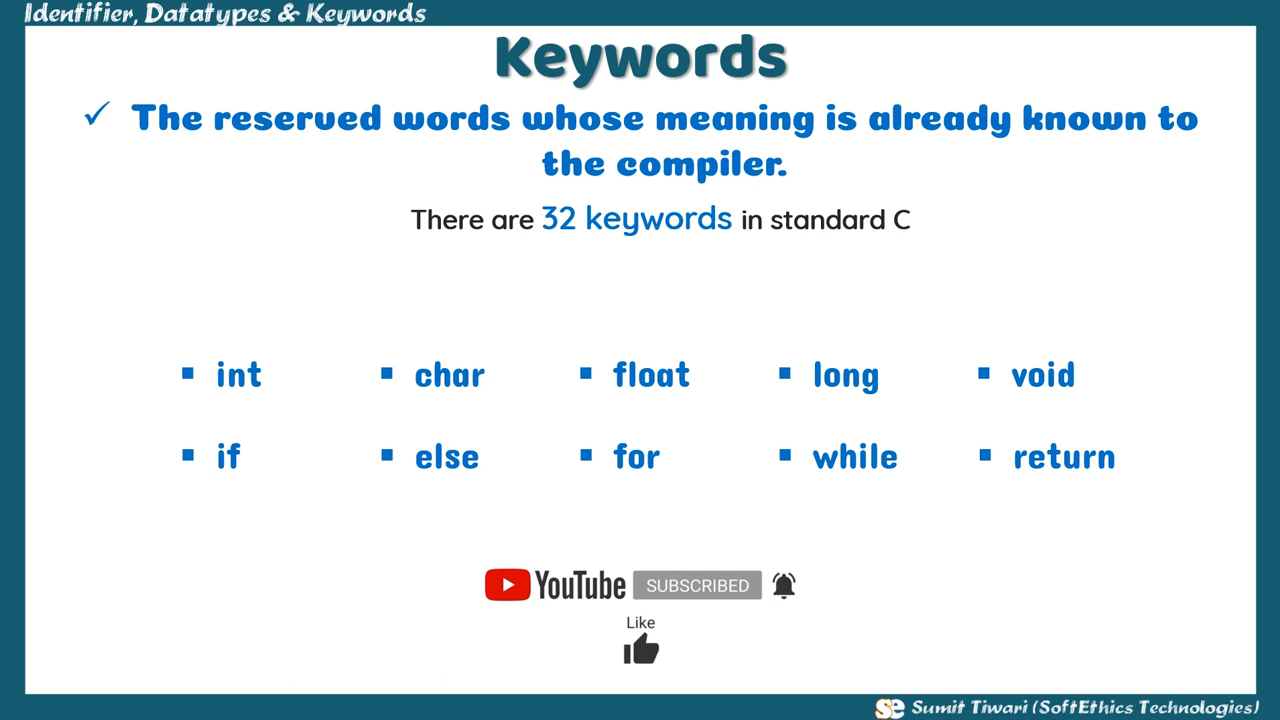 Identifier, Datatypes & Keywords
Keywords
✓ The reserved words whose meaning is already known to
the compiler.
There are 32 keywords in standard C
▪ int ▪ char ▪ float ▪ long ▪ void
▪ if ▪ else ▪ for ▪ while ▪ return
YouTube SUBSCRIBED
Like
se Sumit Tiwari (SoftEthics Technologies)